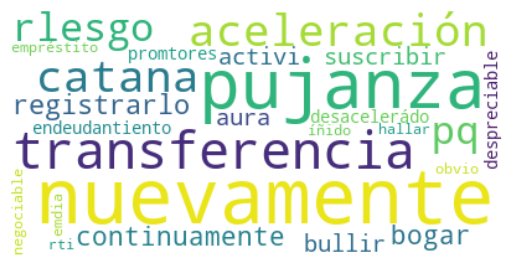 rlesgo aceleración
empréstito promtores activi suscribir
catana pujanza
registrarlo aura desacelerádo pq despreciable
endeudantiento íñido hallar
transferencia
obvio
nuevamente
negociable emdia
rti continuamente bullir bogar